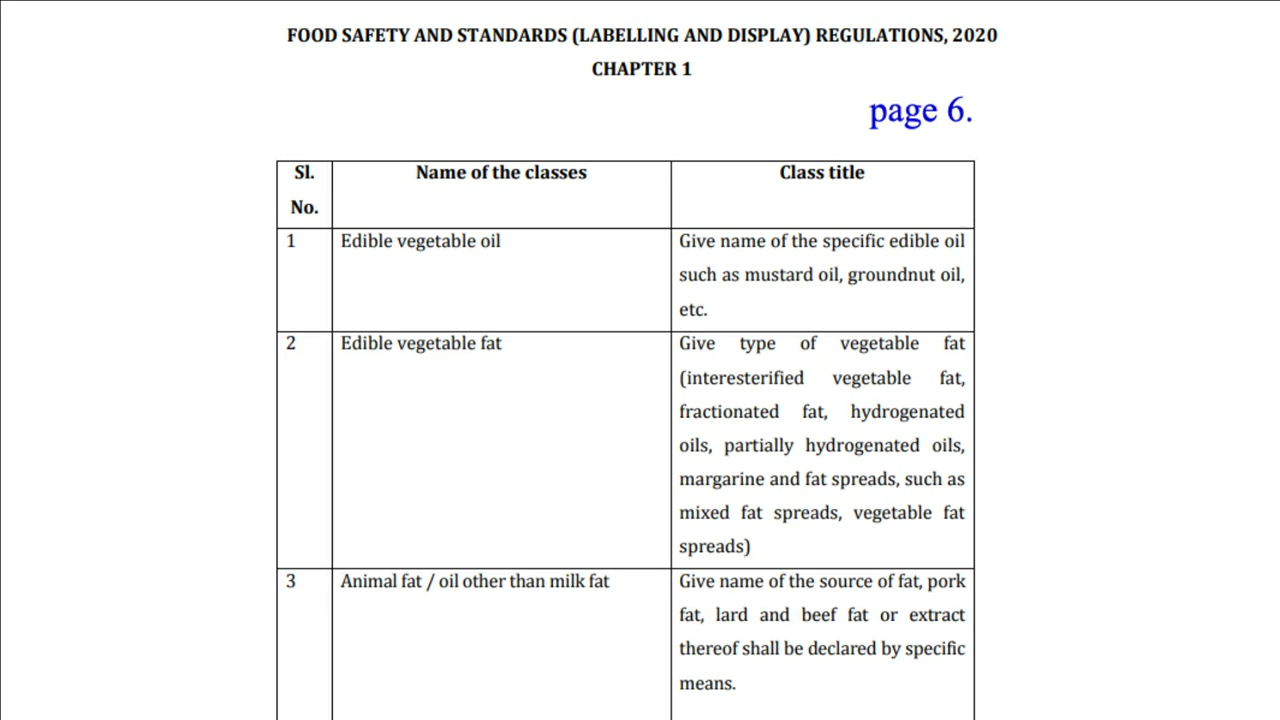 FOOD SAFETY AND STANDARDS (LABELLING AND DISPLAY) REGULATIONS, 2020
CHAPTER 1
page 6.
Sl.
No.
Name of the classes
Class title
1
Edible vegetable oil
Give name of the specific edible oil
such as mustard oil, groundnut oil,
etc.
2
Edible vegetable fat
Give type of vegetable fat
(interesterified vegetable fat,
fractionated fat, hydrogenated
oils, partially hydrogenated oils,
margarine and fat spreads, such as
mixed fat spreads, vegetable fat
spreads)
3
Animal fat / oil other than milk fat
Give name of the source of fat, pork
fat, lard and beef fat or extract
thereof shall be declared by specific
means.